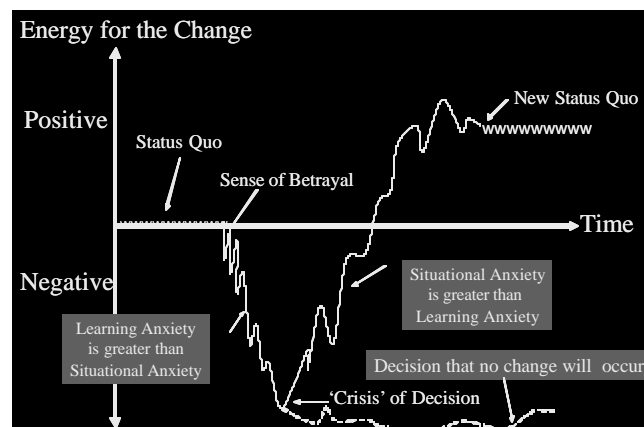 Energy for the Change
New Status Quo
Positive
wwwwwwwwww
Status Quo
Sense of Betrayal
Time
Negative
Situational Anxiety
is greater than
Learning Anxiety
Learning Anxiety
is greater than
Situational Anxiety
Decision that no change will occur
'Crisis' of Decision